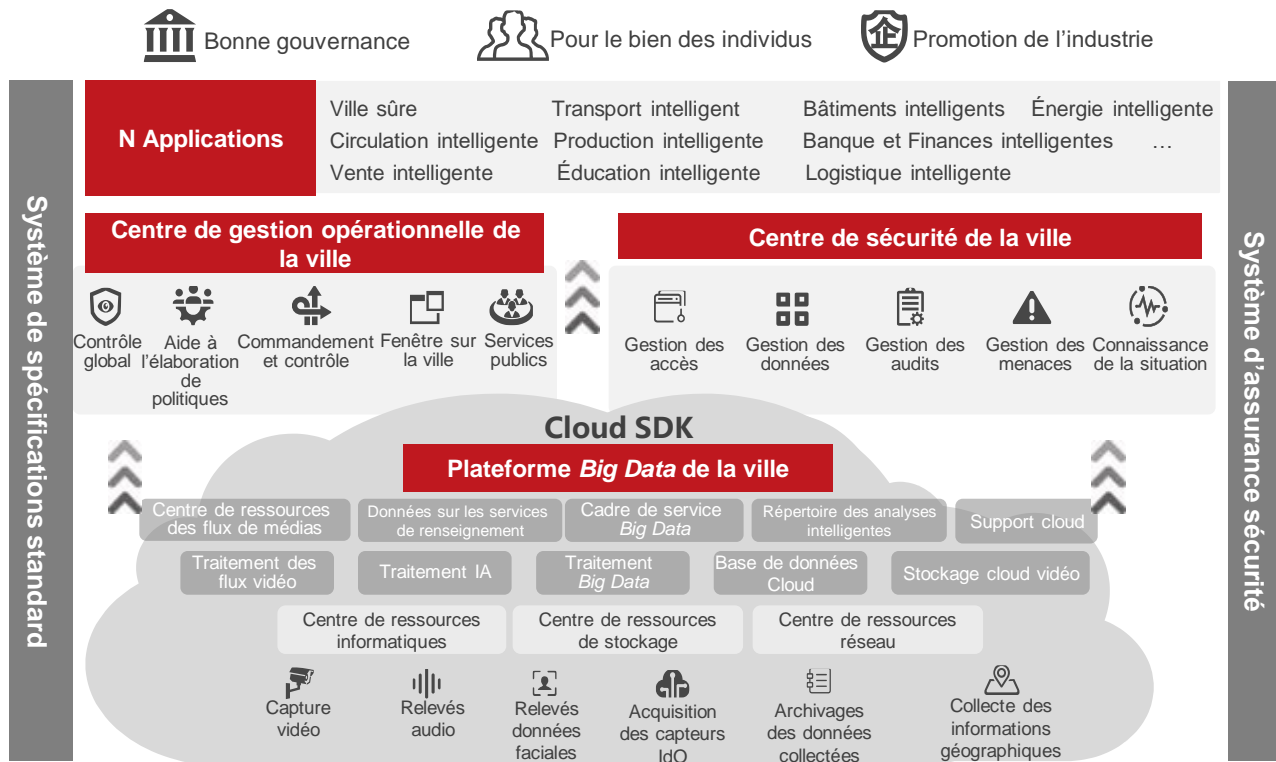 Bonne gouvernance
Pour le bien des individus
企
Promotion de l’industrie
Système de spécifications standard
N Applications
Ville sûre
Transport intelligent
Bâtiments intelligents
Énergie intelligente
Circulation intelligente
Production intelligente
Banque et Finances intelligentes
…
Vente intelligente
Éducation intelligente
Logistique intelligente
Système d’assurance sécurité
Centre de gestion opérationnelle de
la ville
Contrôle
global
Aide à
l’élaboration
de
politiques
Commandement
et contrôle
Fenêtre sur
la ville
Services
publics
Centre de sécurité de la ville
Gestion des
accès
Gestion des
données
Gestion des
audits
Gestion des
menaces
Connaissance
de la situation
Cloud SDK
Plateforme Big Data de la ville
Centre de ressources
des flux de médias
Données sur les services
de renseignement
Cadre de service
Big Data
Répertoire des analyses
intelligentes
Support cloud
Traitement des
flux vidéo
Traitement IA
Traitement
Big Data
Base de données
Cloud
Stockage cloud vidéo
Centre de ressources
informatiques
Centre de ressources
de stockage
Centre de ressources
réseau
Capture
vidéo
Relevés
audio
Relevés
données
faciales
Acquisition
des capteurs
IdO
Archivages
des données
collectées
Collecte des
informations
géographiques